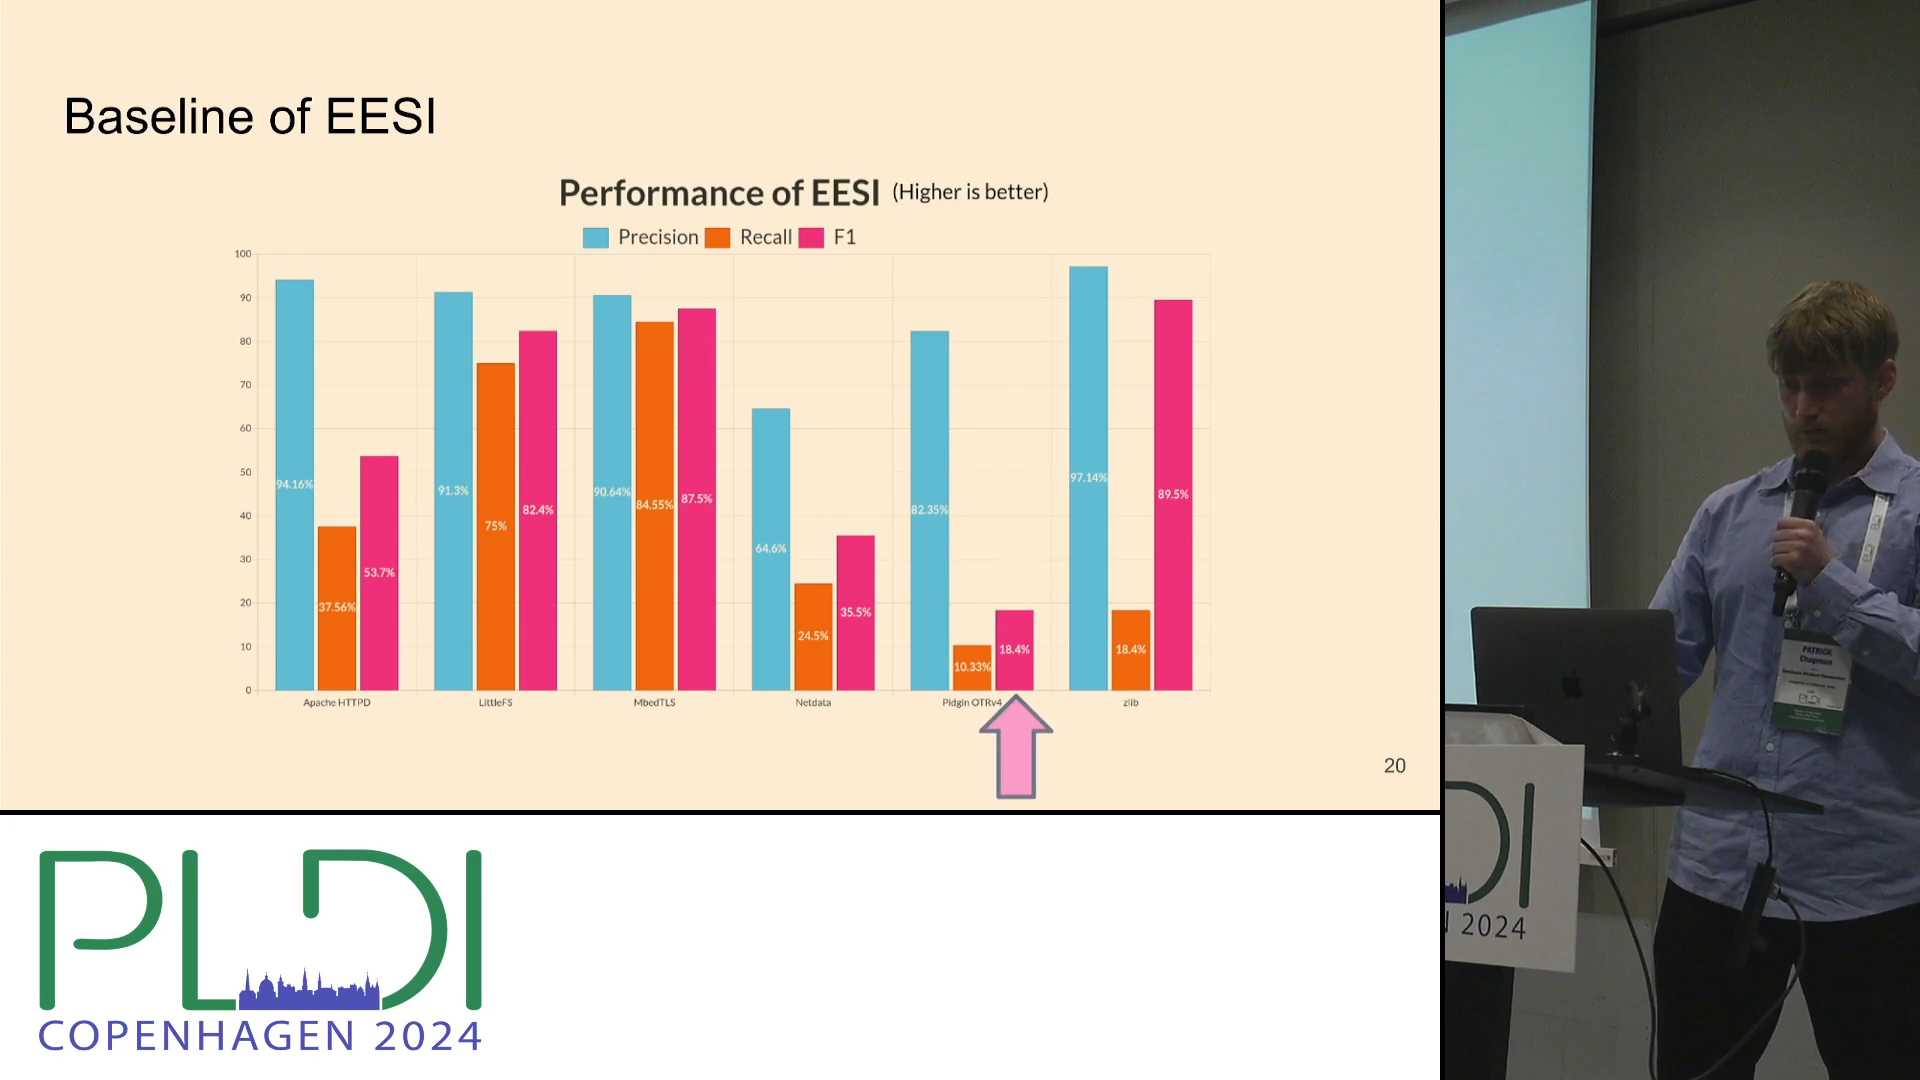 Baseline of EESI
Performance of EESI (Higher is better)
Precision Recall F1
100
90
80
70
60
50
40
30
20
10
0
94.16%
37.56%
53.7%
91.3%
75%
82.4%
90.64%
84.55%
87.5%
64.6%
24.5%
35.5%
82.35%
10.33%
18.4%
97.14%
18.4%
89.5%
Apache HTTPD
LittleFS
MbedTLS
Netdata
Pidgin OTRv4
zlib
20
PLDI
COPENHAGEN 2024
PATRICK
Chapman
PLDI
DI
N 2024